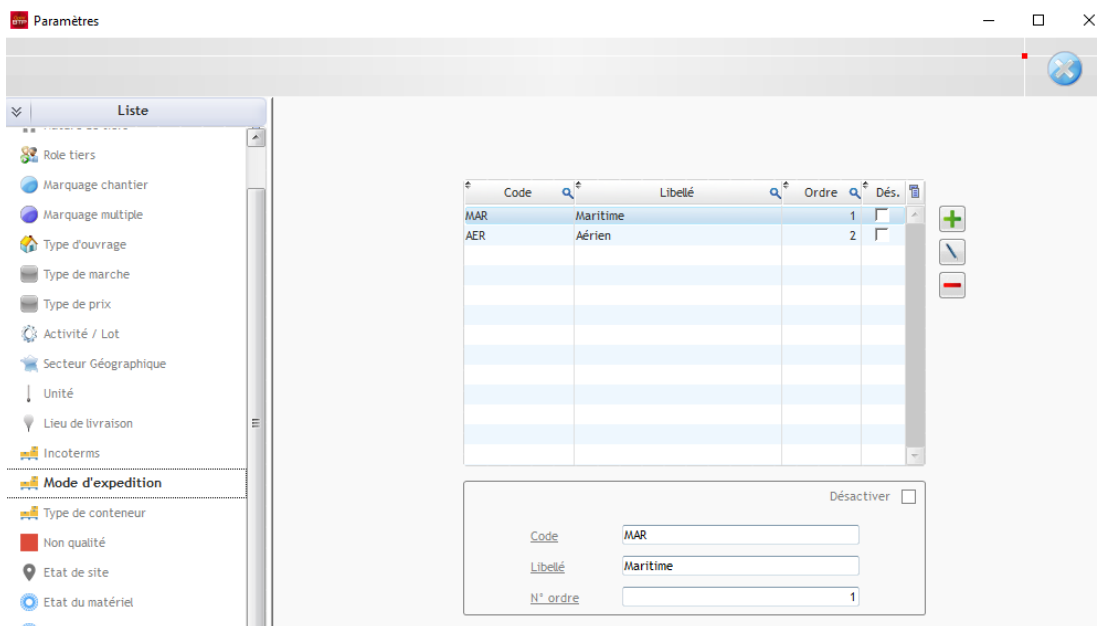 Paramètres
Liste
Role tiers
Marquage chantier
Marquage multiple
Type d'ouvrage
Type de marche
Type de prix
Activité / Lot
Secteur Géographique
Unité
Lieu de livraison
Incoterms
Mode d'expedition
Type de conteneur
Non qualité
Etat de site
Etat du matériel
Code Libellé Ordre Dés.
MAR Maritime 1
AER Aérien 2
Désactiver
Code MAR
Libellé Maritime
N° ordre 1